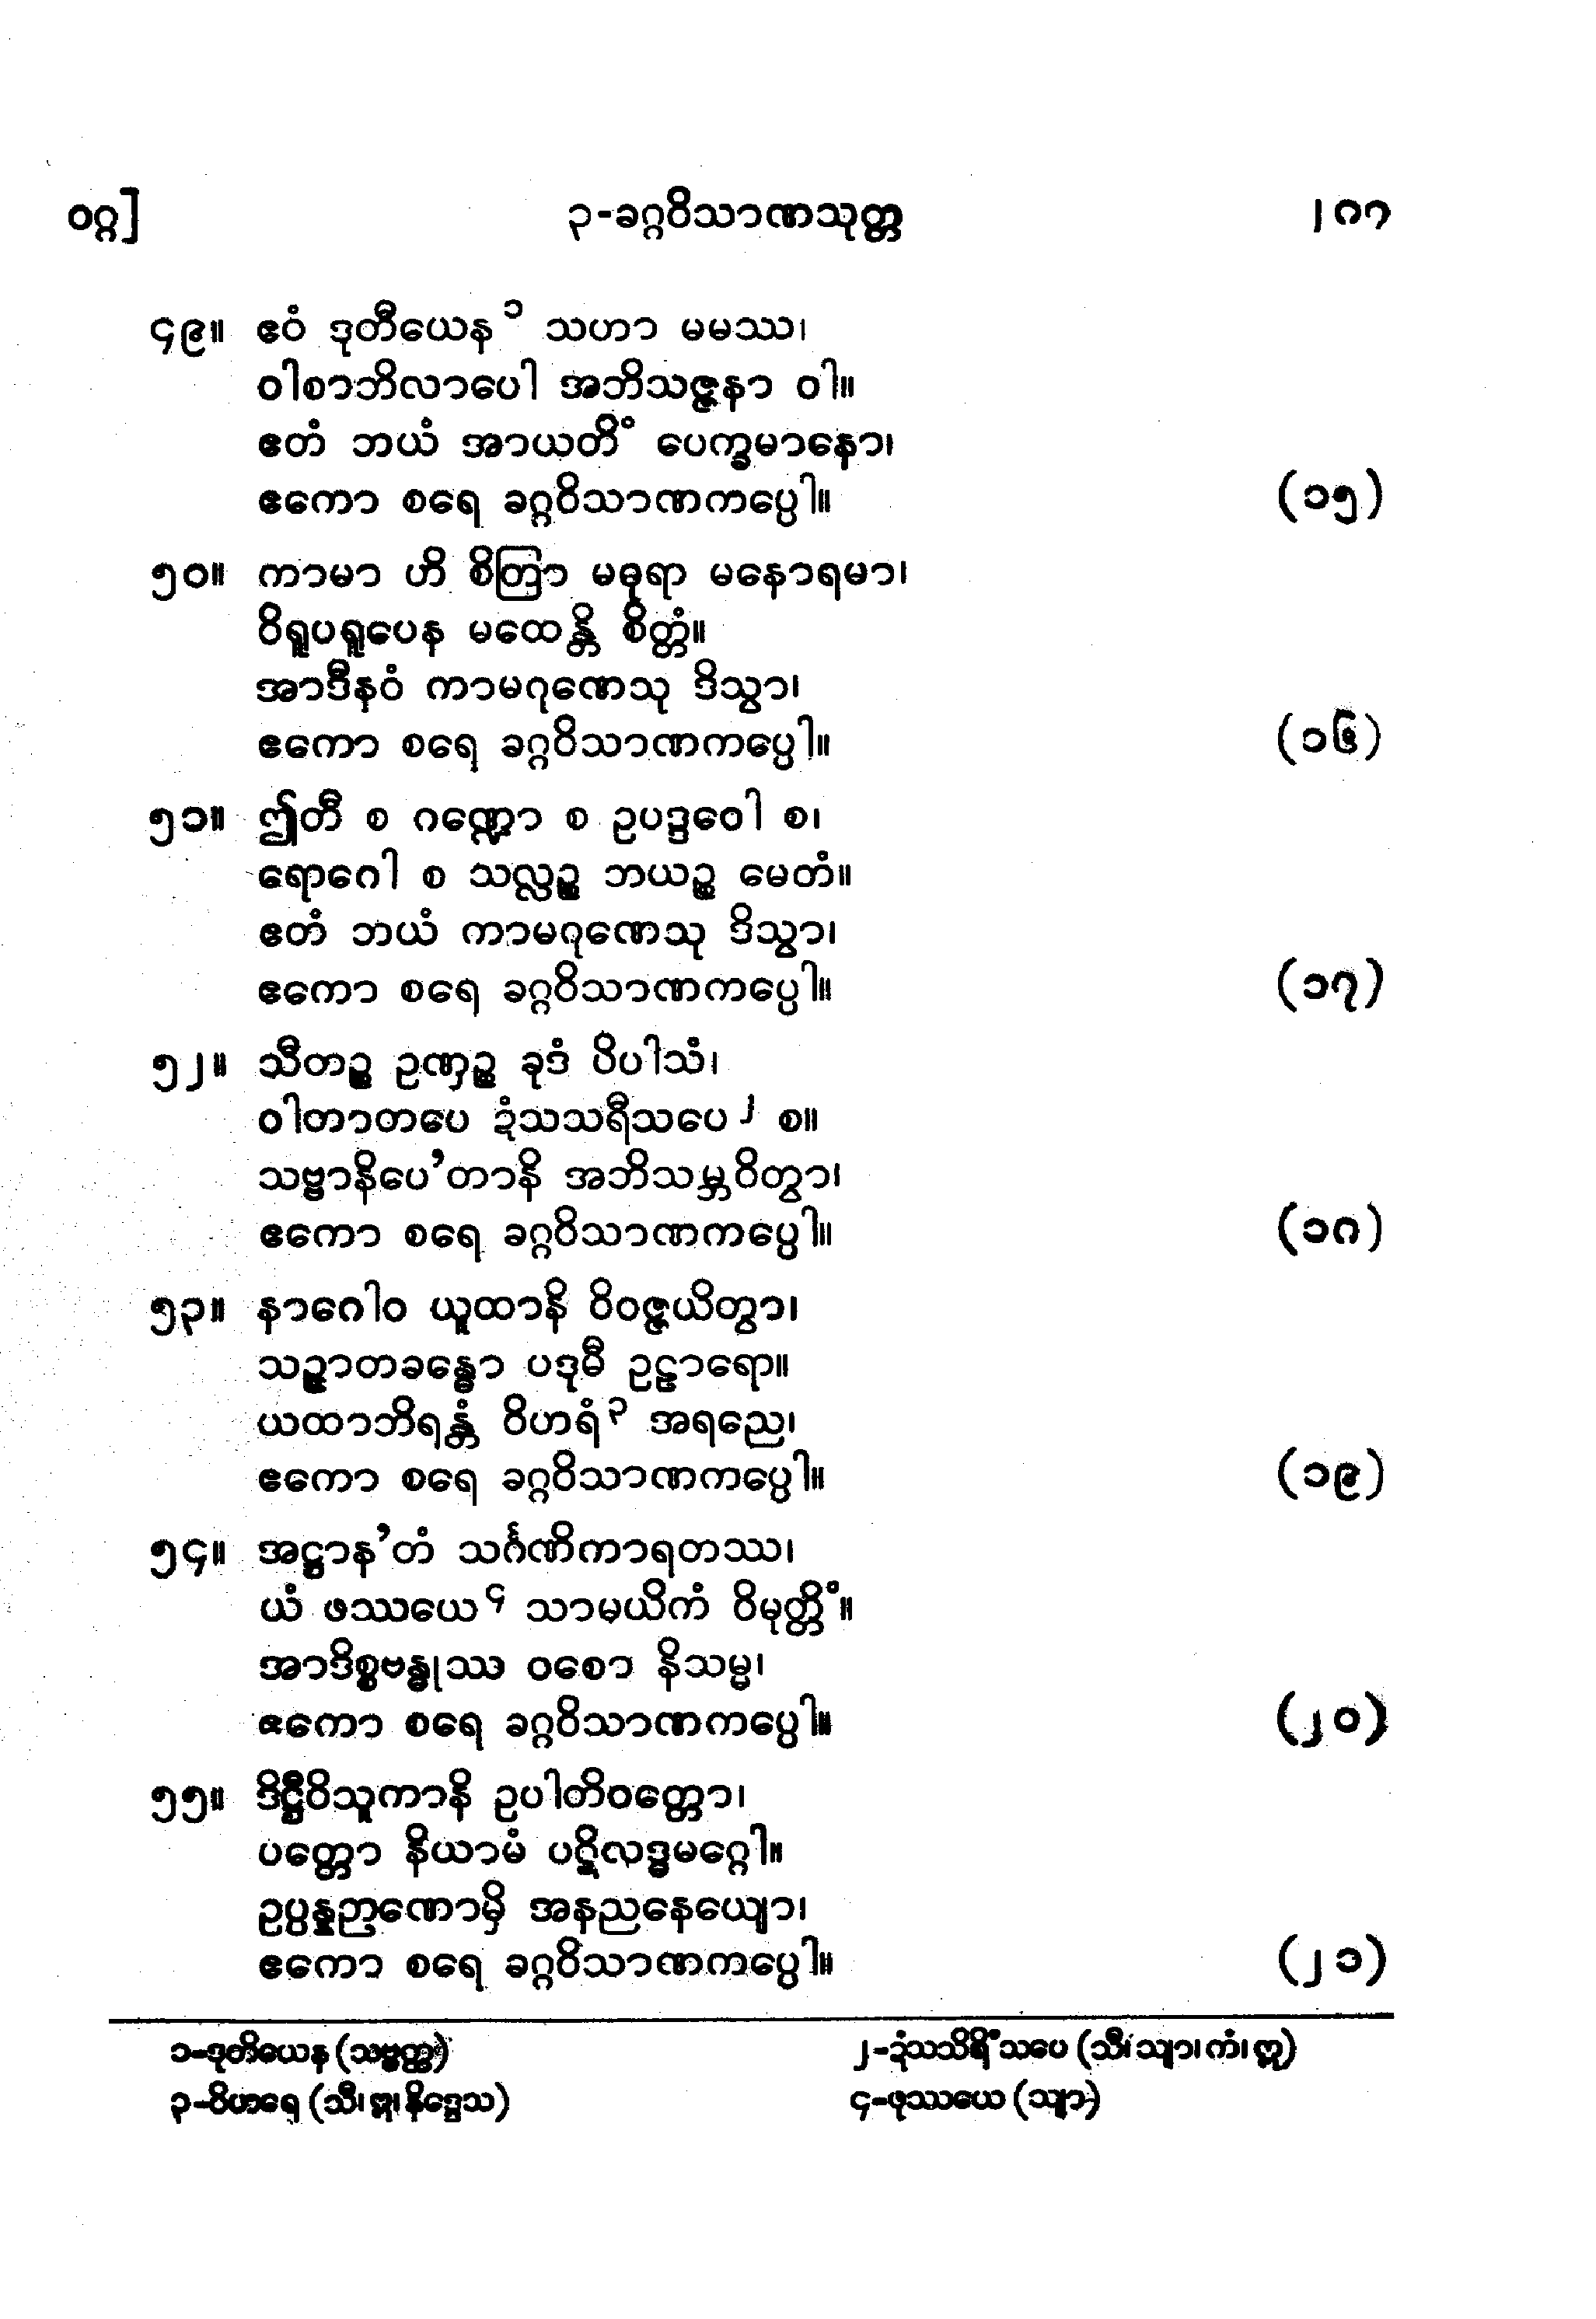 ဝဂ္ဂ] ၃-ခဂ္ဂဝိသာဏသုတ္တ ၂၈၇
၄၉။ ဧဝံ ဒုတီယေန၁ သဟာ မမဿ၊
ဝါစာဘိလာပေါ အဘိသဇ္ဇနာ ဝါ။
ဧတံ ဘယံ အာယတိံ ပေက္ခမာနော၊
ဧကော စရေ ခဂ္ဂဝိသာဏကပ္ပေါ။ (၁၅)
၅၀။ ကာမာ ဟိ စိတြာ မဓုရာ မနောရမာ၊
ဝိရူပရူပေန မထေန္တိ စိတ္တံ။
အာဒီနဝံ ကာမဂုဏေသု ဒိသွာ၊
ဧကော စရေ ခဂ္ဂဝိသာဏကပ္ပေါ။ (၁၆)
၅၁။ ဤတီ စ ဂဏ္ဍော စ ဥပဒ္ဒဝေါ စ၊
ရောဂေါ စ သလ္လဉ္စ ဘယဉ္စ မေတံ။
ဧတံ ဘယံ ကာမဂုဏေသု ဒိသွာ၊
ဧကော စရေ ခဂ္ဂဝိသာဏကပ္ပေါ။ (၁၇)
၅၂။ သီတဉ္စ ဥဏှဉ္စ ခုဒံ ပိပါသံ၊
ဝါတာတပေ ဍံသသရီသပေ၂ စ။
သဗ္ဗာနိပေ’တာနိ အဘိသမ္ဘဝိတွာ၊
ဧကော စရေ ခဂ္ဂဝိသာဏကပ္ပေါ။ (၁၈)
၅၃။ နာဂေါဝ ယူထာနိ ဝိဝဇ္ဇယိတွာ၊
သဉ္ဇာတခန္ဓော ပဒုမီ ဥဠာရော။
ယထာဘိရန္တံ ဝိဟရံ၃ အရညေ၊
ဧကော စရေ ခဂ္ဂဝိသာဏကပ္ပေါ။ (၁၉)
၅၄။ အဋ္ဌာန’တံ သင်္ဂဏိကာရတဿ၊
ယံ ဖဿယေ၄ သာမယိကံ ဝိမုတ္တိံ။
အာဒိစ္စဗန္ဓုဿ ဝစော နိသမ္မ၊
ဧကော စရေ ခဂ္ဂဝိသာဏကပ္ပေါ။ (၂၀)
၅၅။ ဒိဋ္ဌီဝိသူကာနိ ဥပါတိဝတ္တော၊
ပတ္တော နိယာမံ ပဋိလဒ္ဓမဂ္ဂေါ။
ဥပ္ပန္နဉာဏောမှိ အနညနေယျော၊
ဧကော စရေ ခဂ္ဂဝိသာဏကပ္ပေါ။ (၂၁)
၁-ဒုတိယေန (သဗ္ဗတ္ထ) ၂-ဍံသသိရိံသပေ (သီ၊ သျာ၊ ကံ၊ ဣ)
၃-ဝိဟရေ (သီ၊ ဣ၊ နိဒ္ဒေသ) ၄-ဖုဿယေ (သျာ)